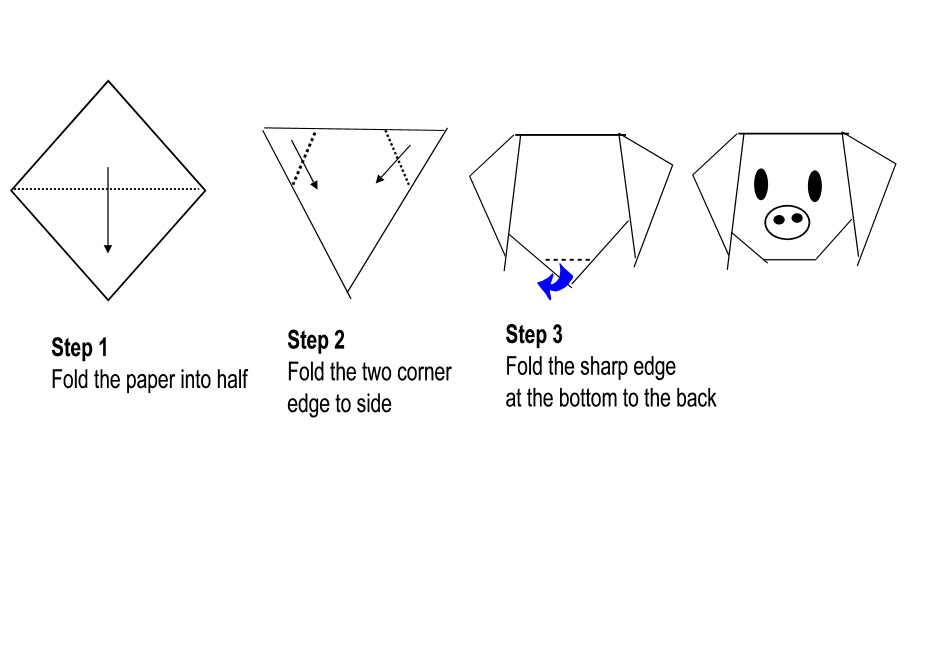 Step 1
Fold the paper into half
Step 2
Fold the two corner
edge to side
Step 3
Fold the sharp edge
at the bottom to the back